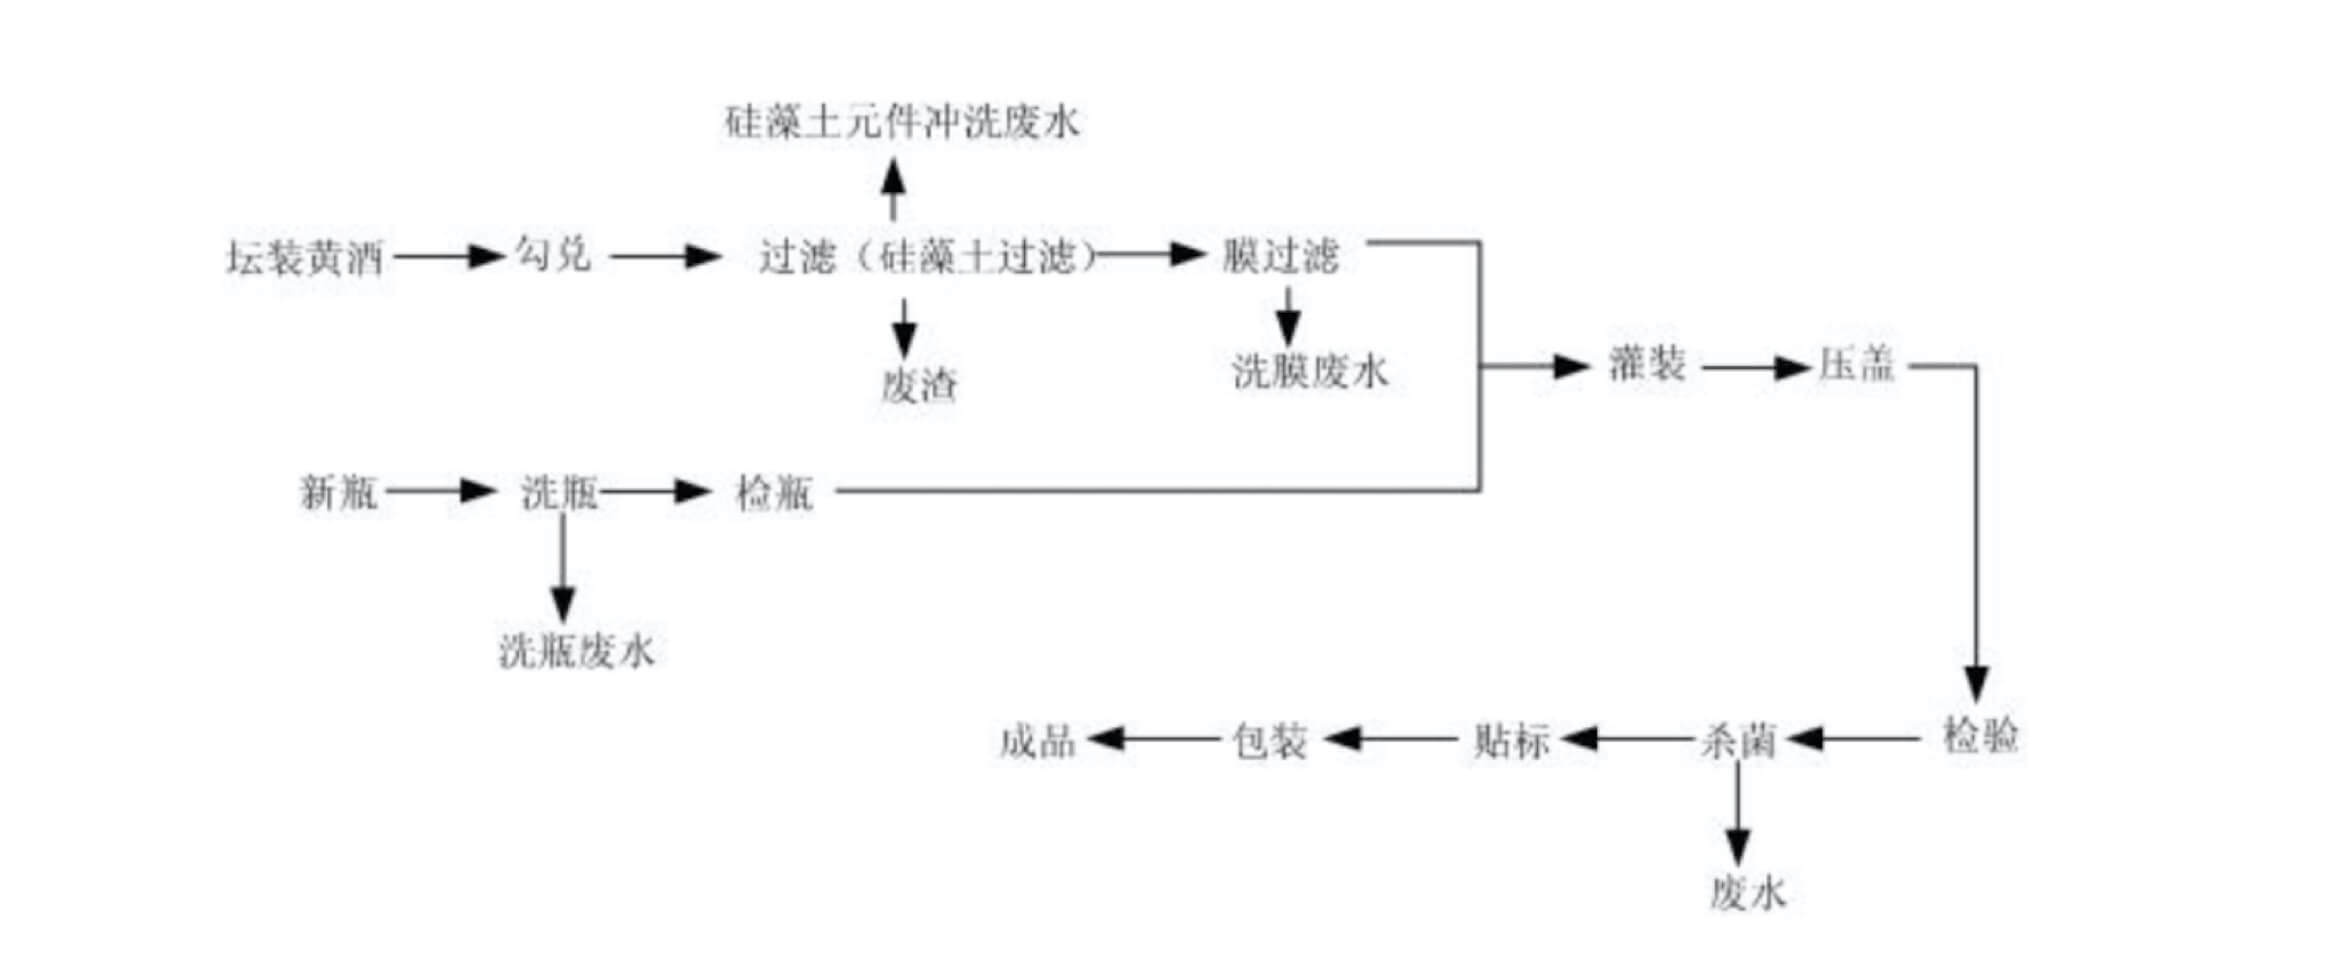 硅藻土元件冲洗废水
坛装黄酒 勾兑 过滤（硅藻土过滤） 膜过滤
废渣 洗膜废水 灌装 压盖
新瓶 洗瓶 检瓶
洗瓶废水
成品 包装 贴标 杀菌 检验
废水